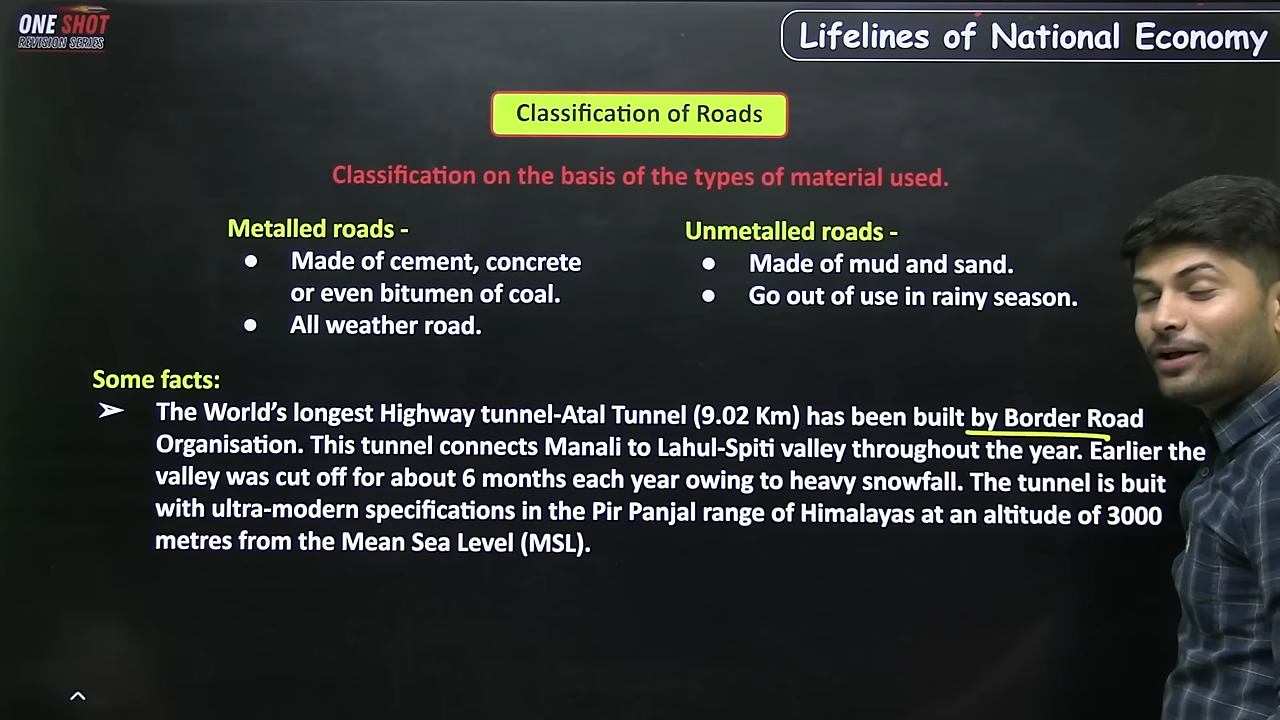 ONE SHOT
REVISION SERIES
Lifelines of National Economy
Classification of Roads
Classification on the basis of the types of material used.
Metalled roads -
● Made of cement, concrete
or even bitumen of coal.
● All weather road.
Unmetalled roads -
● Made of mud and sand.
● Go out of use in rainy season.
Some facts:
➢ The World's longest Highway tunnel-Atal Tunnel (9.02 Km) has been built by Border Road
Organisation. This tunnel connects Manali to Lahul-Spiti valley throughout the year. Earlier the
valley was cut off for about 6 months each year owing to heavy snowfall. The tunnel is buit
with ultra-modern specifications in the Pir Panjal range of Himalayas at an altitude of 3000
metres from the Mean Sea Level (MSL).